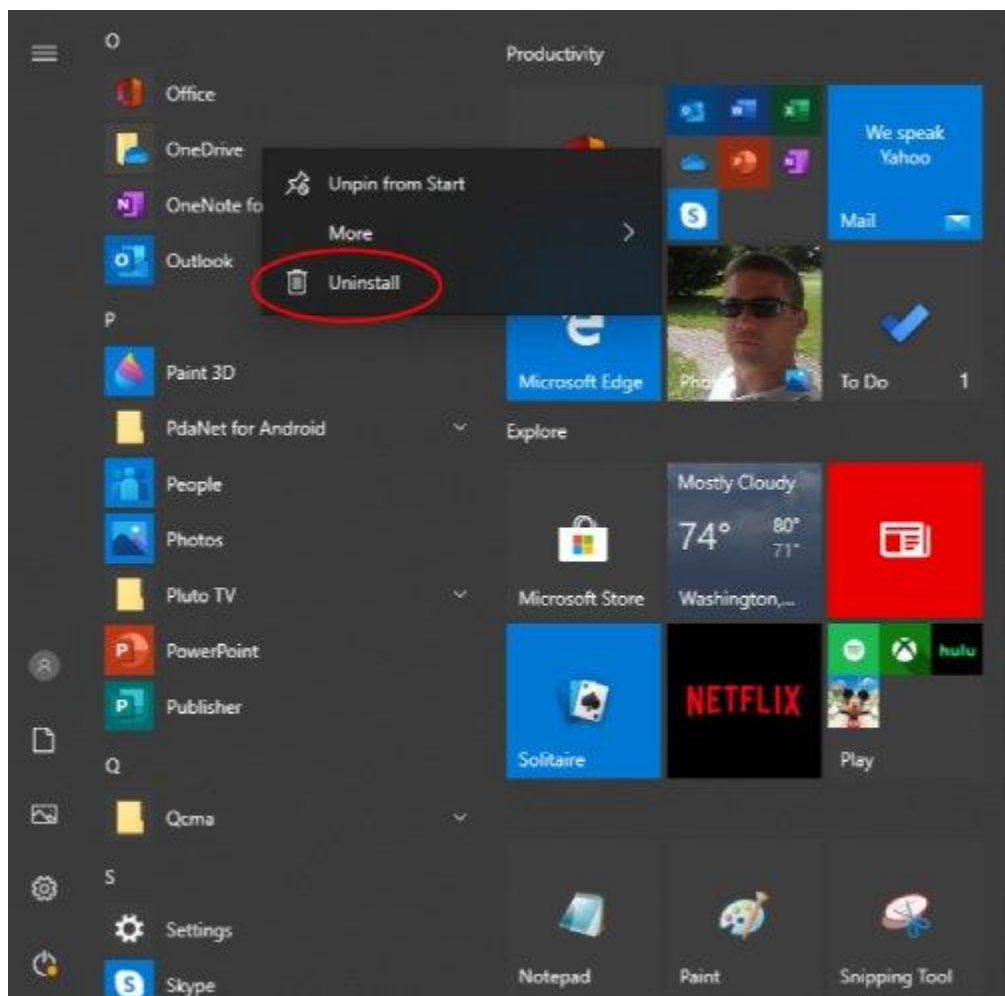 O
Office
OneDrive
OneNote fo
Outlook
Unpin from Start
More
Uninstall
P
Paint 3D
PdaNet for Android
People
Photos
Pluto TV
PowerPoint
Publisher
Q
Qcma
S
Settings
Skype
Productivity
We speak
Yahoo
Mail
Microsoft Edge
To Do 1
Explore
Microsoft Store
Mostly Cloudy
74° 80°
71°
Washington,...
Solitaire
NETFLIX
hulu
Play
Notepad
Paint
Snipping Tool